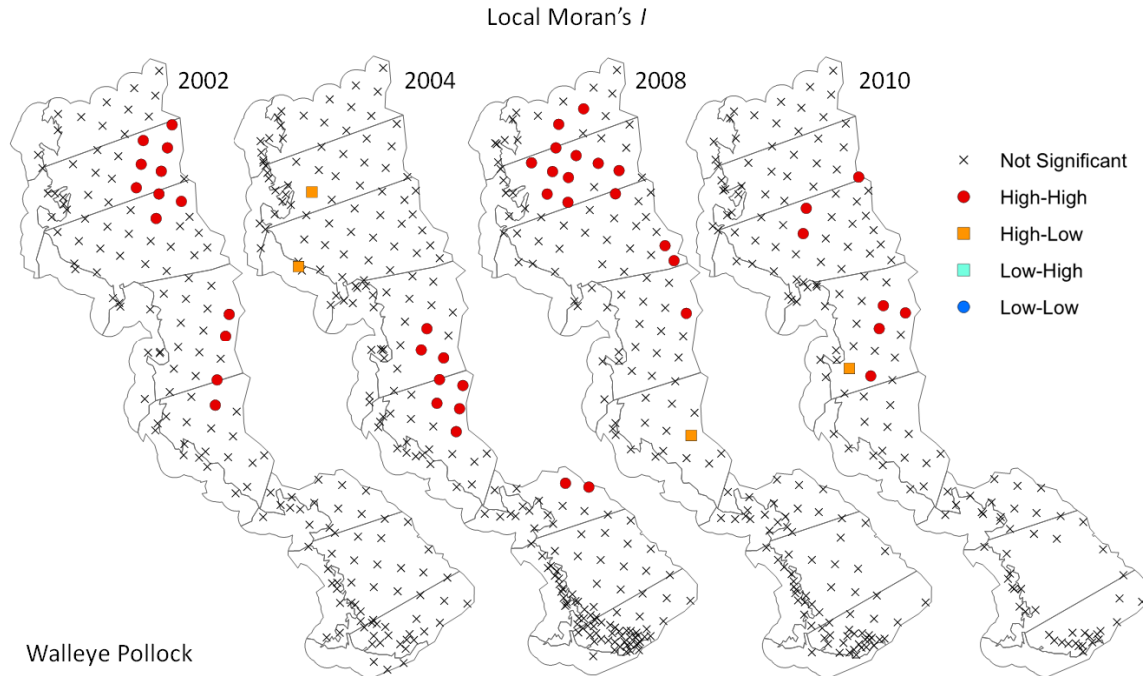 Local Moran's I
2002
2004
2008
2010
Not Significant
High-High
High-Low
Low-High
Low-Low
Walleye Pollock